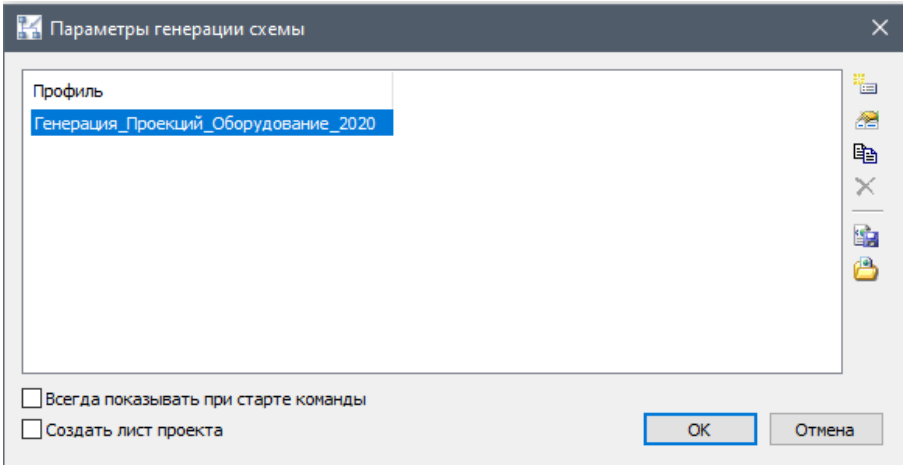 Параметры генерации схемы
Профиль
Генерация_Проекций_Оборудование_2020
Всегда показывать при старте команды
Создать лист проекта
OK
Отмена